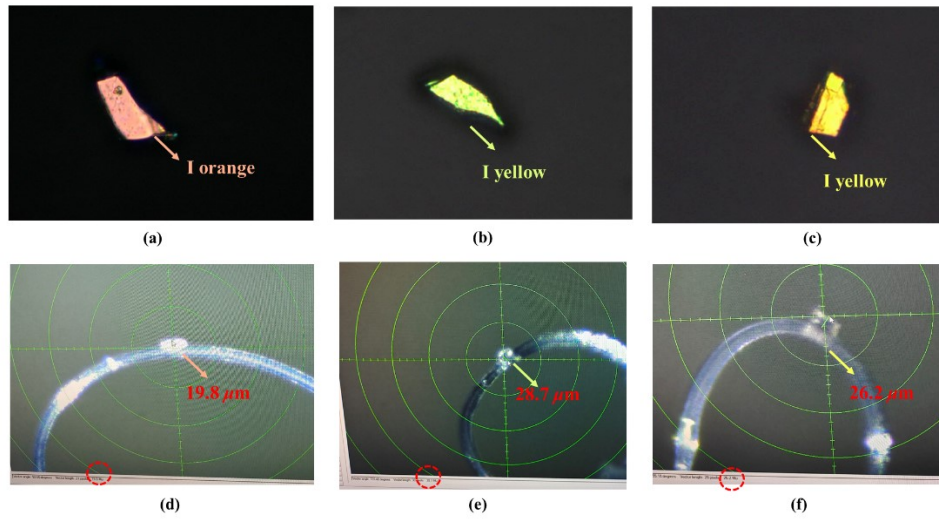 I orange
I yellow
I yellow
(a)
(b)
(c)
19.8 μm
28.7 μm
26.2 μm
(d)
(e)
(f)